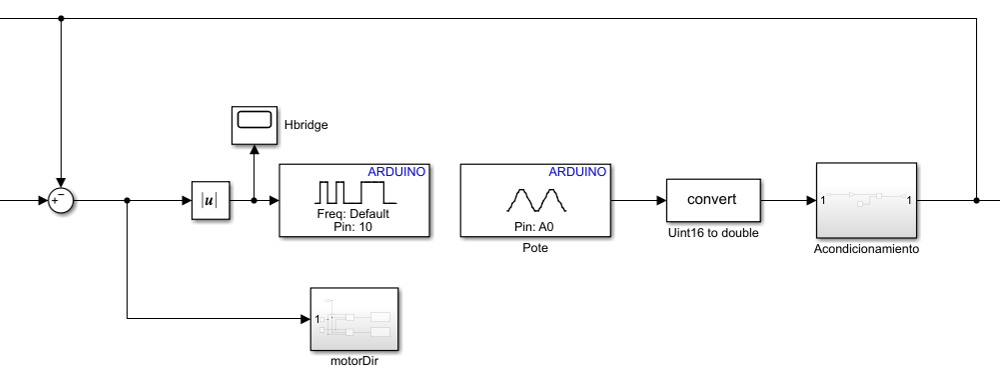 Hbridge
ARDUINO
ARDUINO
+
−
|u|
Freq: Default
Pin: 10
Pin: A0
convert
1
1
Pote
Uint16 to double
Acondicionamiento
1
motorDir